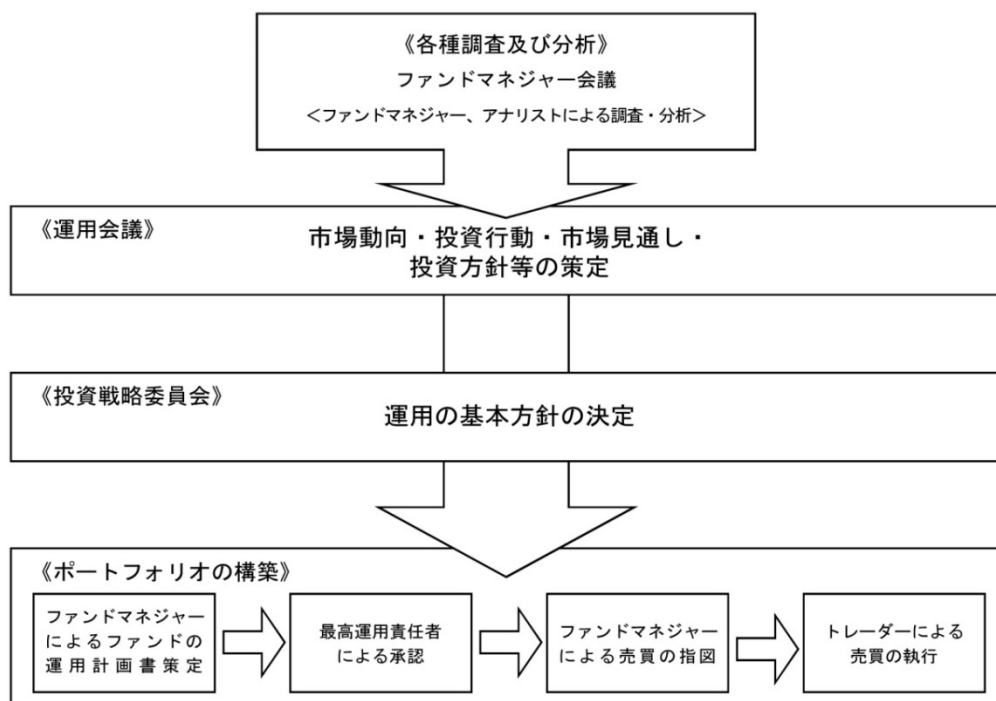 《各種調査及び分析》
ファンドマネジャー会議
＜ファンドマネジャー、アナリストによる調査・分析＞
《運用会議》
市場動向・投資行動・市場見通し・
投資方針等の策定
《投資戦略委員会》
運用の基本方針の決定
《ポートフォリオの構築》
ファンドマネジャー
によるファンドの
運用計画書策定
最高運用責任者
による承認
ファンドマネジャー
による売買の指図
トレーダーによる
売買の執行